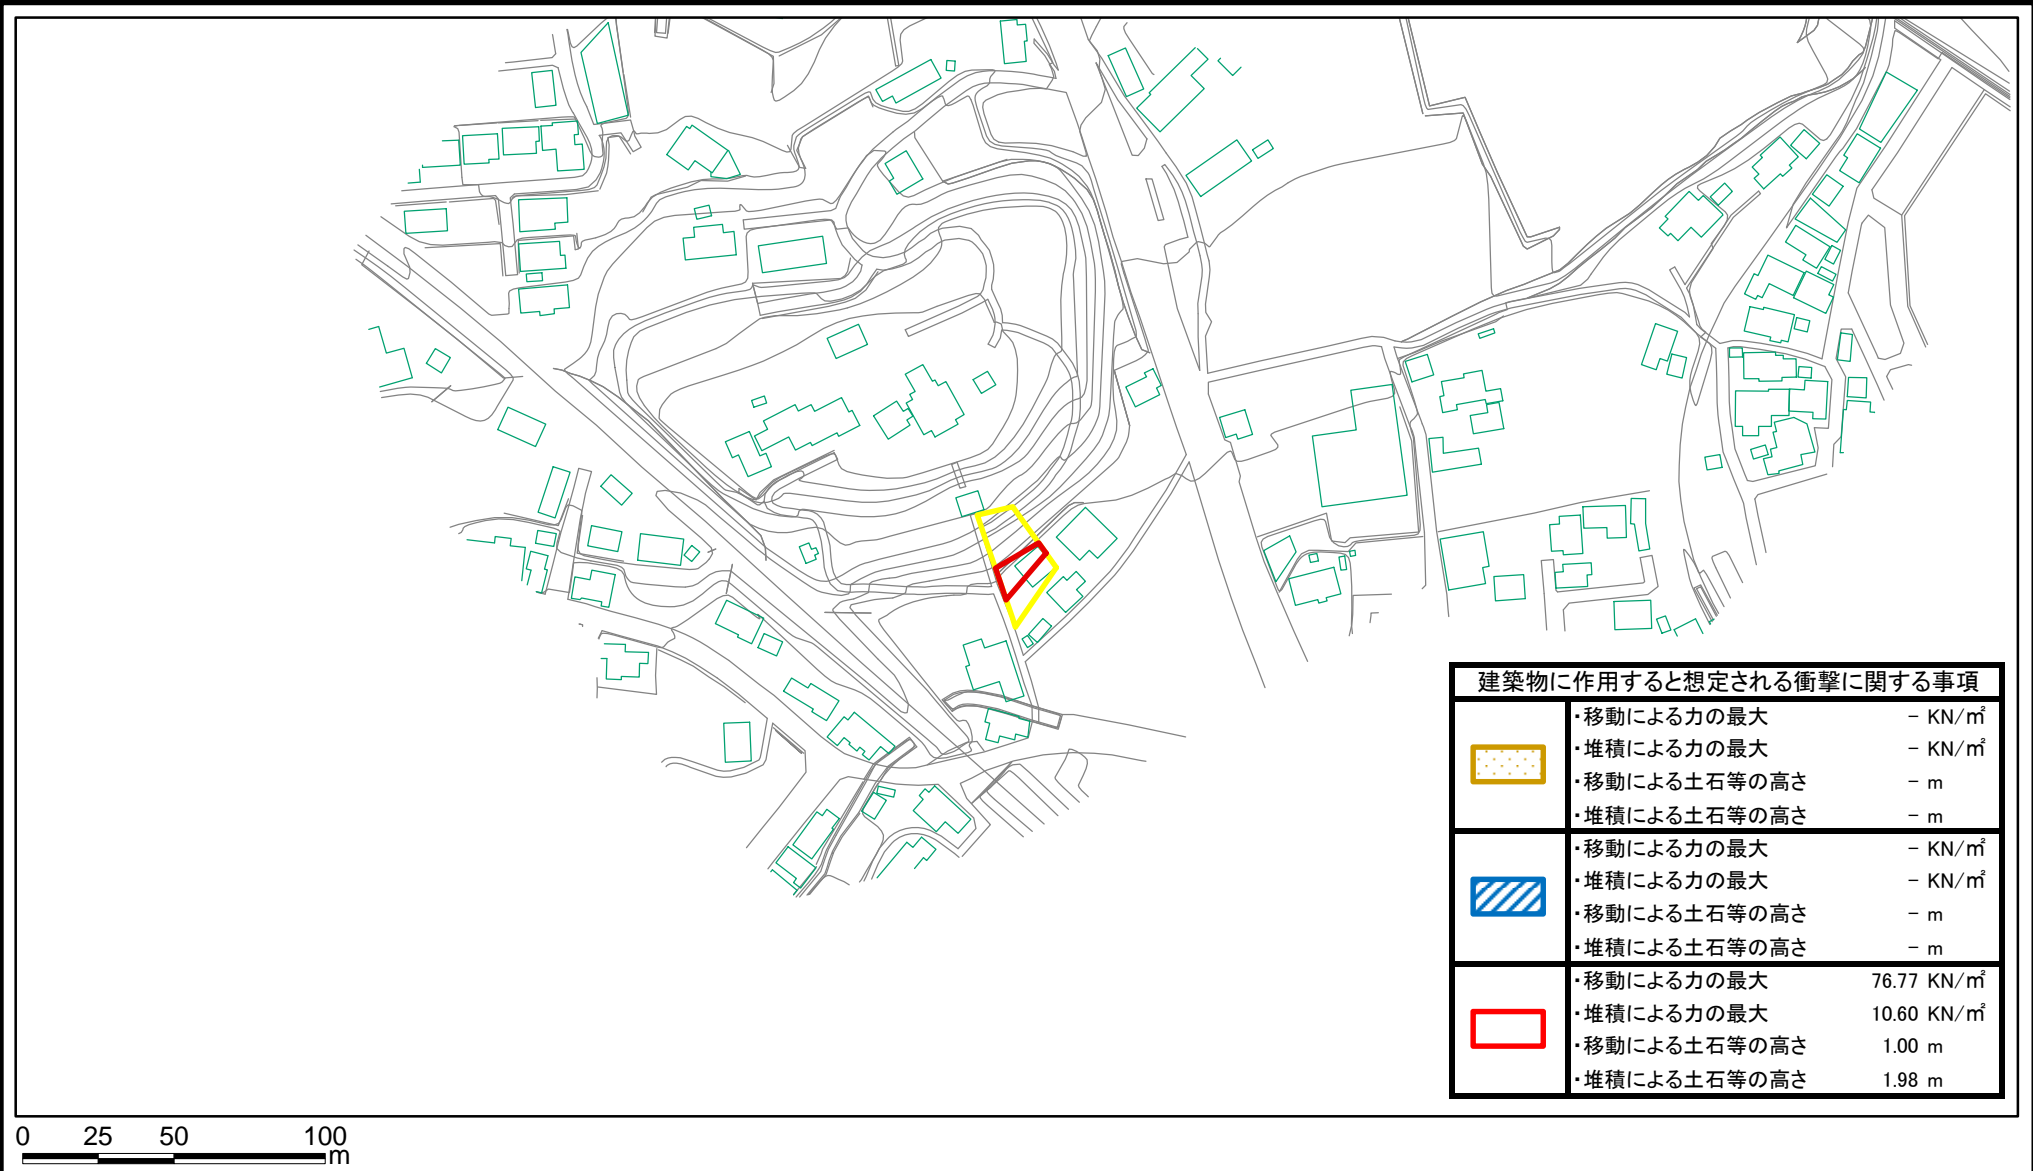 建築物に作用すると想定される衝撃に関する事項
・移動による力の最大 － KN/㎡
・堆積による力の最大 － KN/㎡
・移動による土石等の高さ － m
・堆積による土石等の高さ － m
・移動による力の最大 － KN/㎡
・堆積による力の最大 － KN/㎡
・移動による土石等の高さ － m
・堆積による土石等の高さ － m
・移動による力の最大 76.77 KN/㎡
・堆積による力の最大 10.60 KN/㎡
・移動による土石等の高さ 1.00 m
・堆積による土石等の高さ 1.98 m
0 25 50 100
m